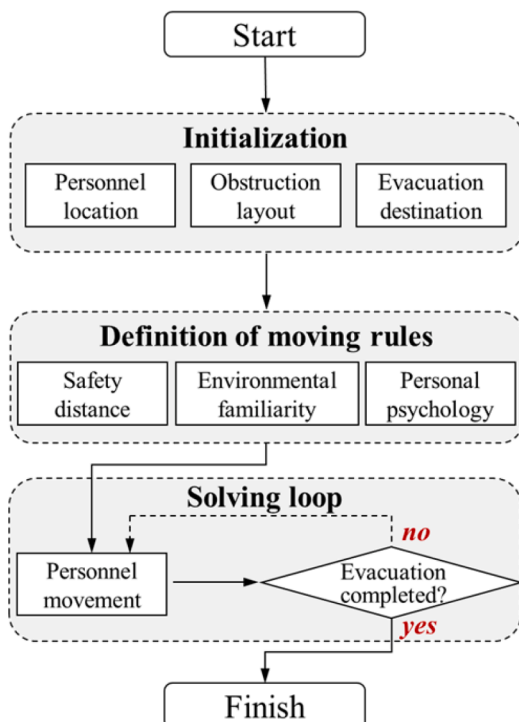 Start
Initialization
Personnel
location
Obstruction
layout
Evacuation
destination
Definition of moving rules
Safety
distance
Environmental
familiarity
Personal
psychology
Solving loop
no
Personnel
movement
Evacuation
completed?
yes
Finish